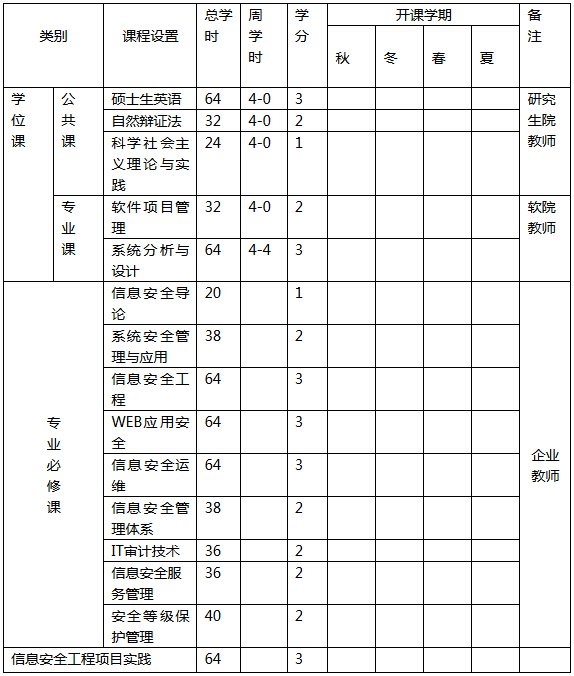 类别 课程设置 总学时 周学时 学分 开课学期 备注
秋 冬 春 夏
学位课 公共课 硕士生英语 64 4-0 3 研究生院教师
自然辩证法 32 4-0 2
科学社会主义理论与实践 24 4-0 1
专业课 软件项目管理 32 4-0 2 软院教师
系统分析与设计 64 4-4 3
专业必修课 信息安全导论 20 1 企业教师
系统安全管理与应用 38 2
信息安全工程 64 3
WEB应用安全 64 3
信息安全运维 64 3
信息安全管理体系 38 2
IT审计技术 36 2
信息安全服务管理 36 2
安全等级保护管理 40 2
信息安全工程项目实践 64 3